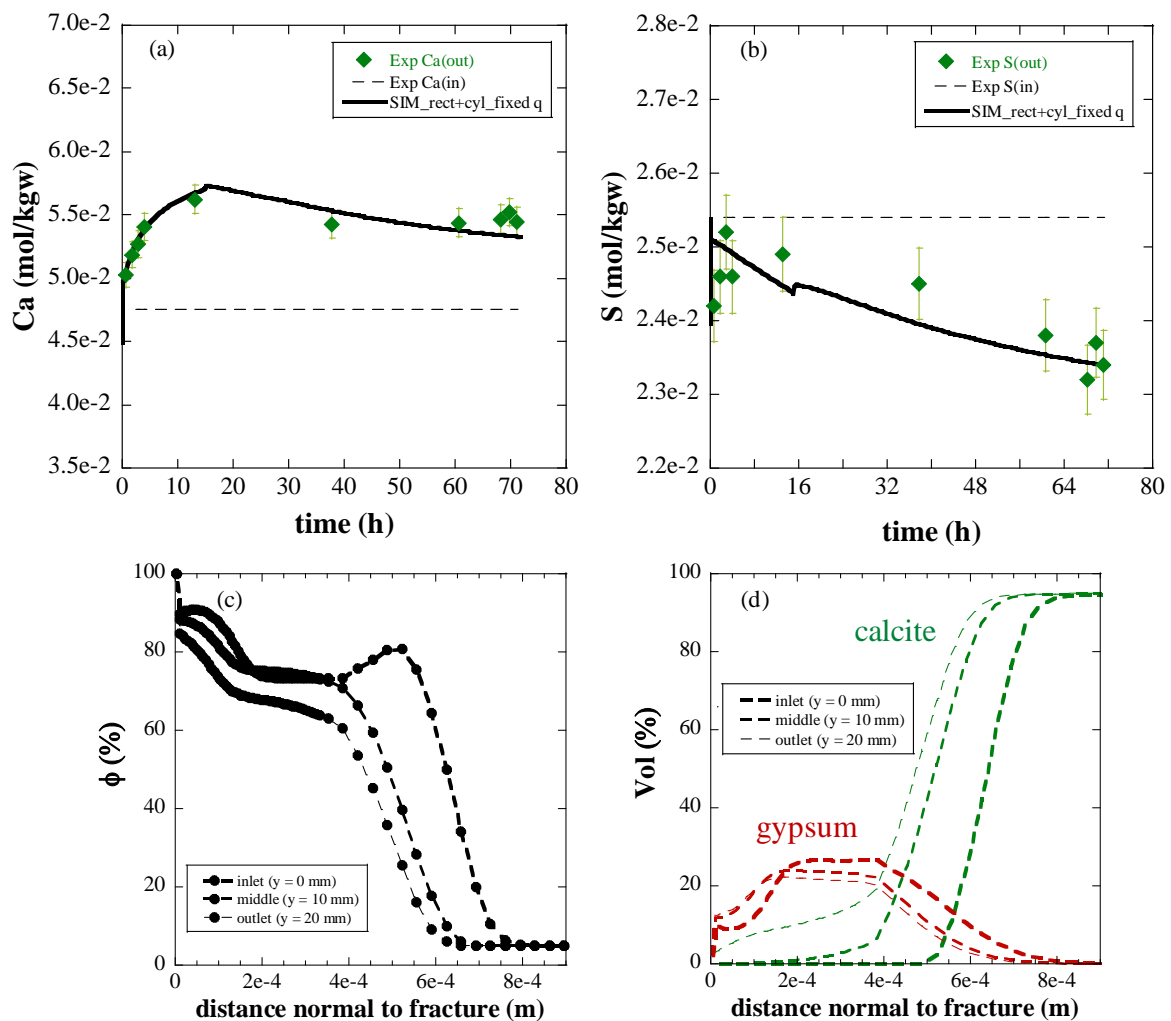 7.0e-2
6.5e-2
6.0e-2
5.5e-2
5.0e-2
4.5e-2
4.0e-2
3.5e-2
Ca (mol/kgw)
(a)
Exp Ca(out)
Exp Ca(in)
SIM_rect+cyl_fixed q
0 10 20 30 40 50 60 70 80
time (h)
2.8e-2
2.7e-2
2.6e-2
2.5e-2
2.4e-2
2.3e-2
2.2e-2
S (mol/kgw)
(b)
Exp S(out)
Exp S(in)
SIM_rect+cyl_fixed q
0 16 32 48 64 80
time (h)
100
80
60
40
20
0
ϕ (%)
(c)
inlet (y = 0 mm)
middle (y = 10 mm)
outlet (y = 20 mm)
0 2e-4 4e-4 6e-4 8e-4
distance normal to fracture (m)
100
80
60
40
20
0
Vol (%)
(d)
calcite
inlet (y = 0 mm)
middle (y = 10 mm)
outlet (y = 20 mm)
gypsum
0 2e-4 4e-4 6e-4 8e-4
distance normal to fracture (m)